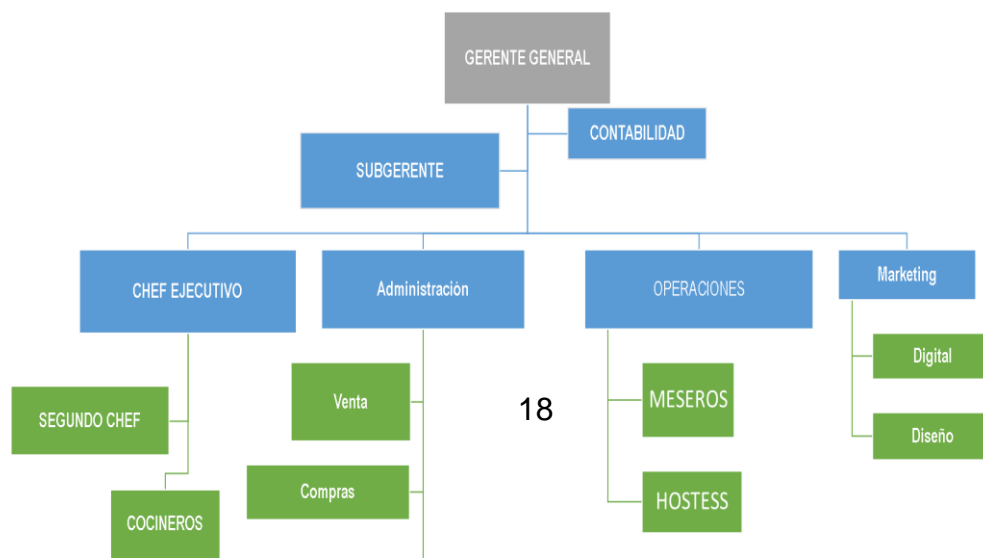 GERENTE GENERAL
CONTABILIDAD
SUBGERENTE
CHEF EJECUTIVO
Administración
OPERACIONES
Marketing
Digital
Venta
MESEROS
18
SEGUNDO CHEF
Diseño
Compras
HOSTESS
COCINEROS